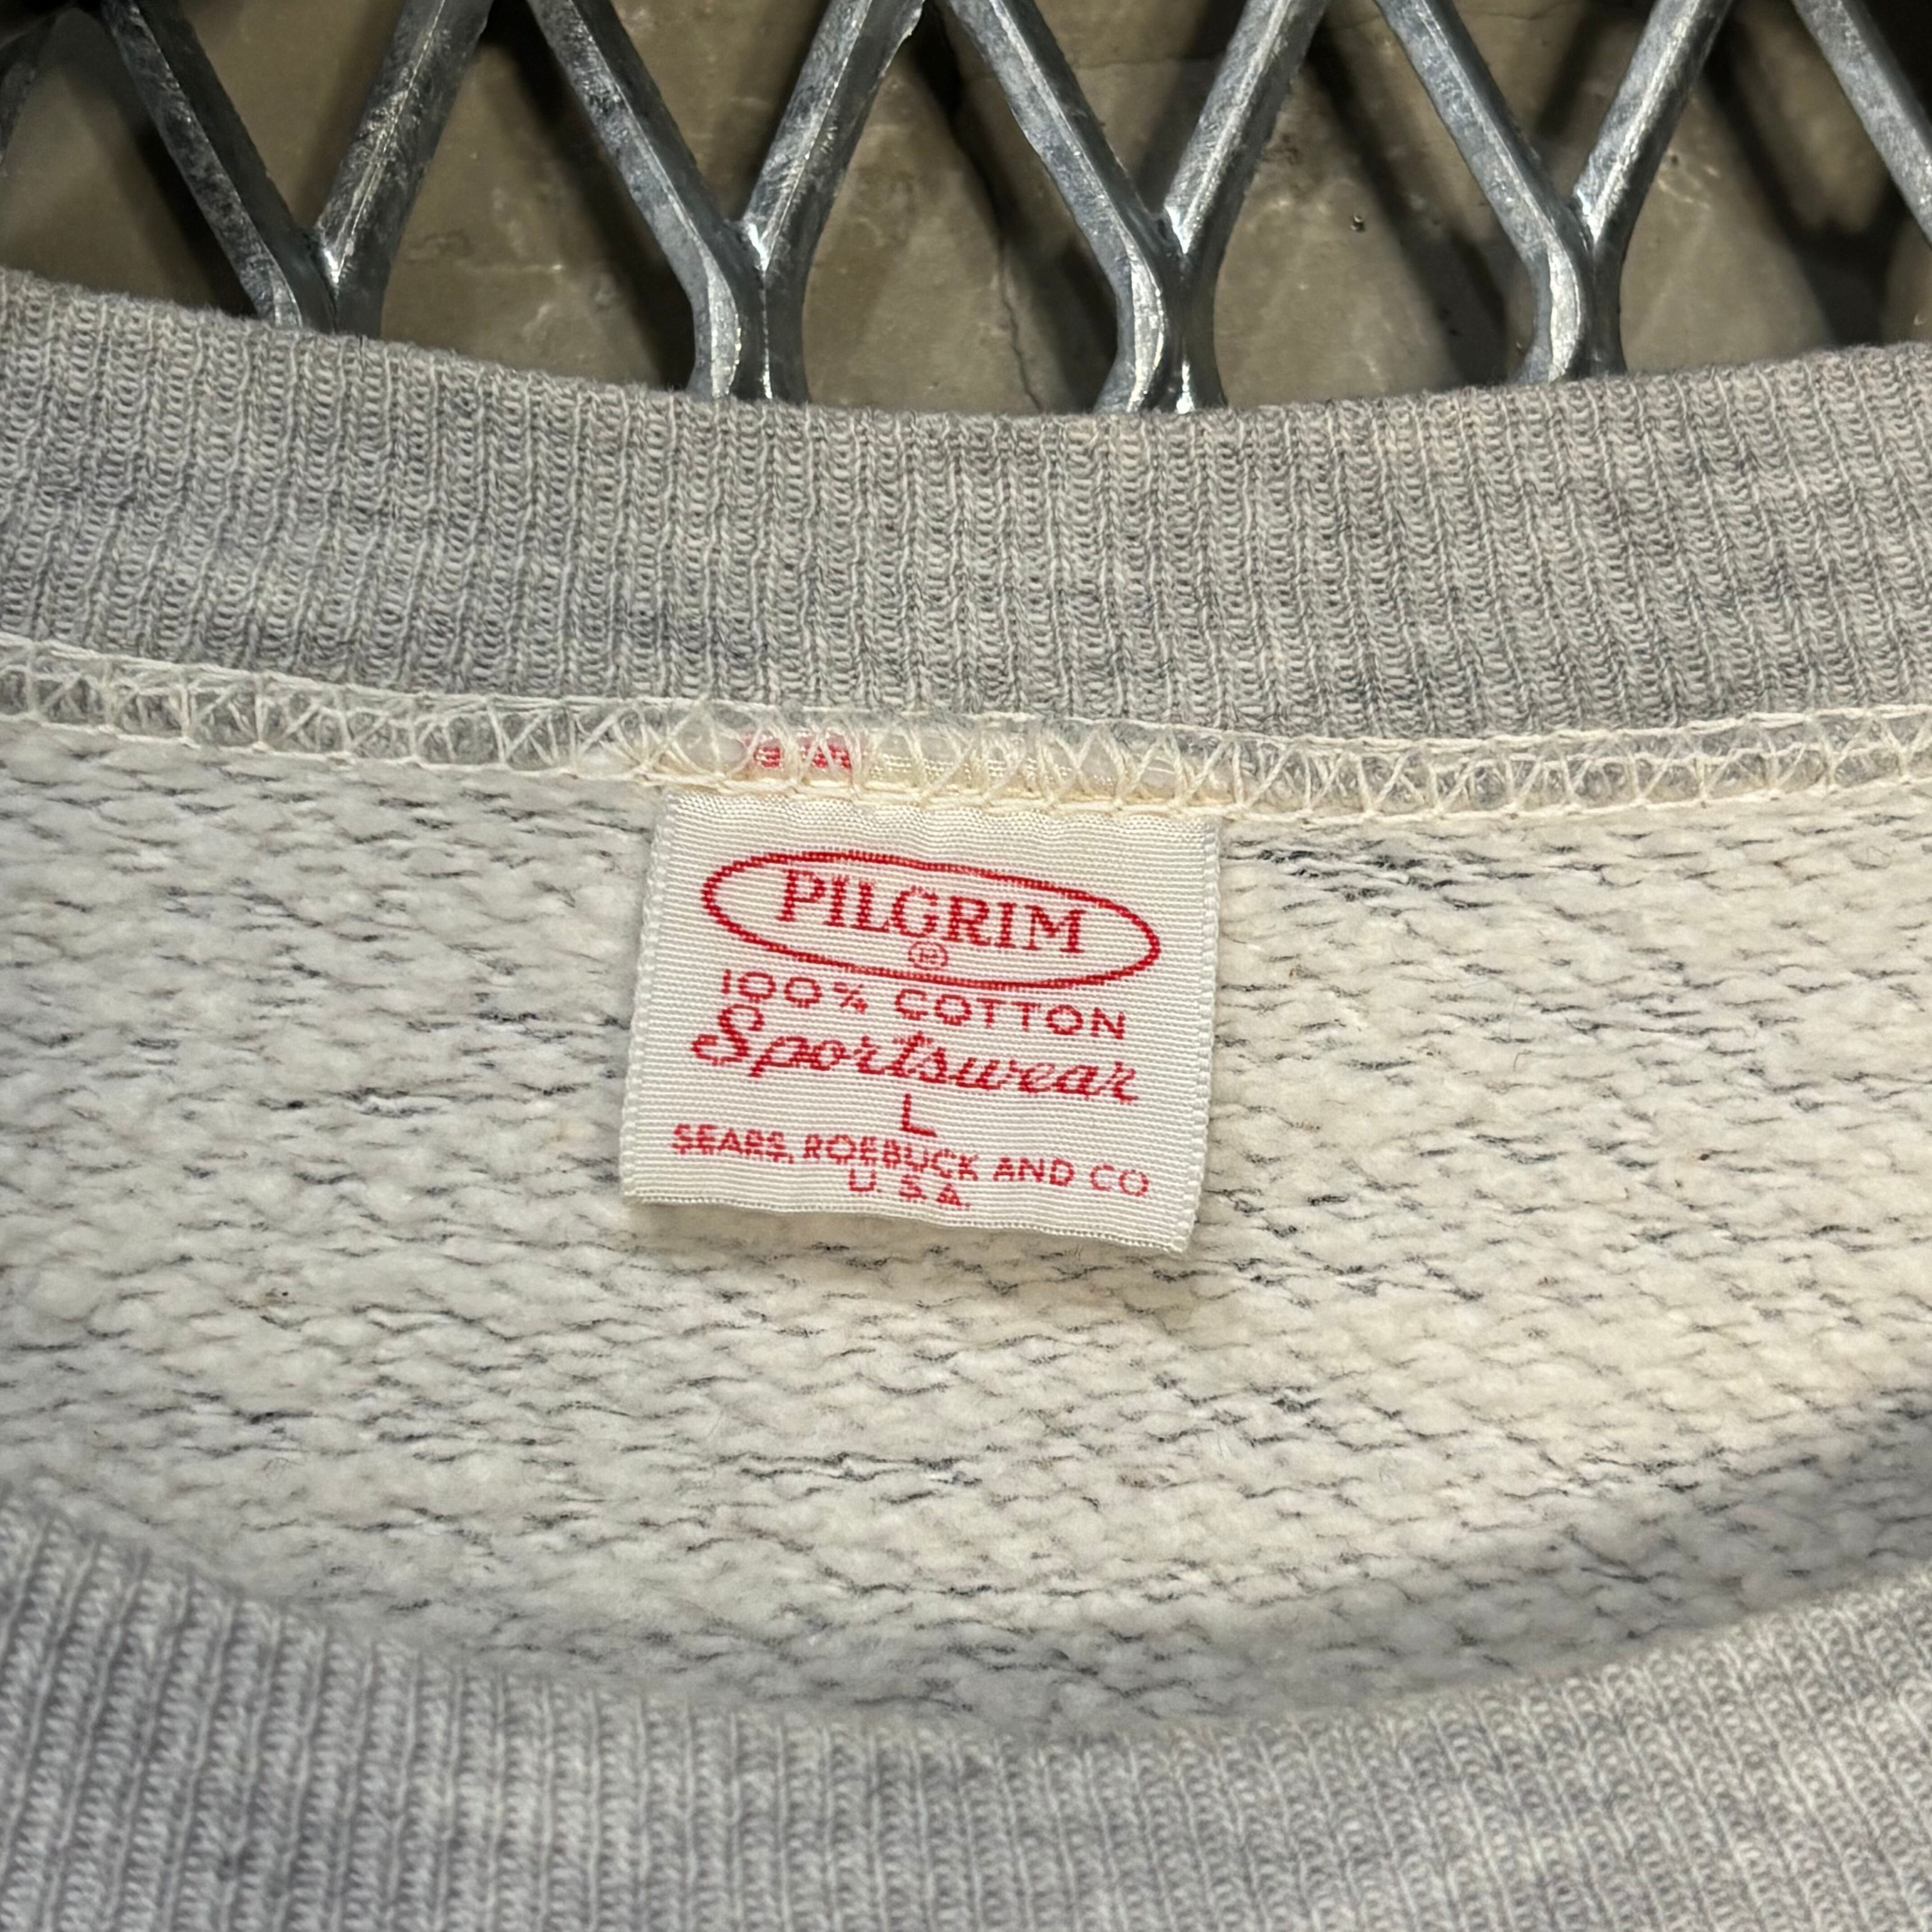 PILGRIM
®
100% COTTON
Sportswear
L
SEARS, ROEBUCK AND CO
U.S.A.